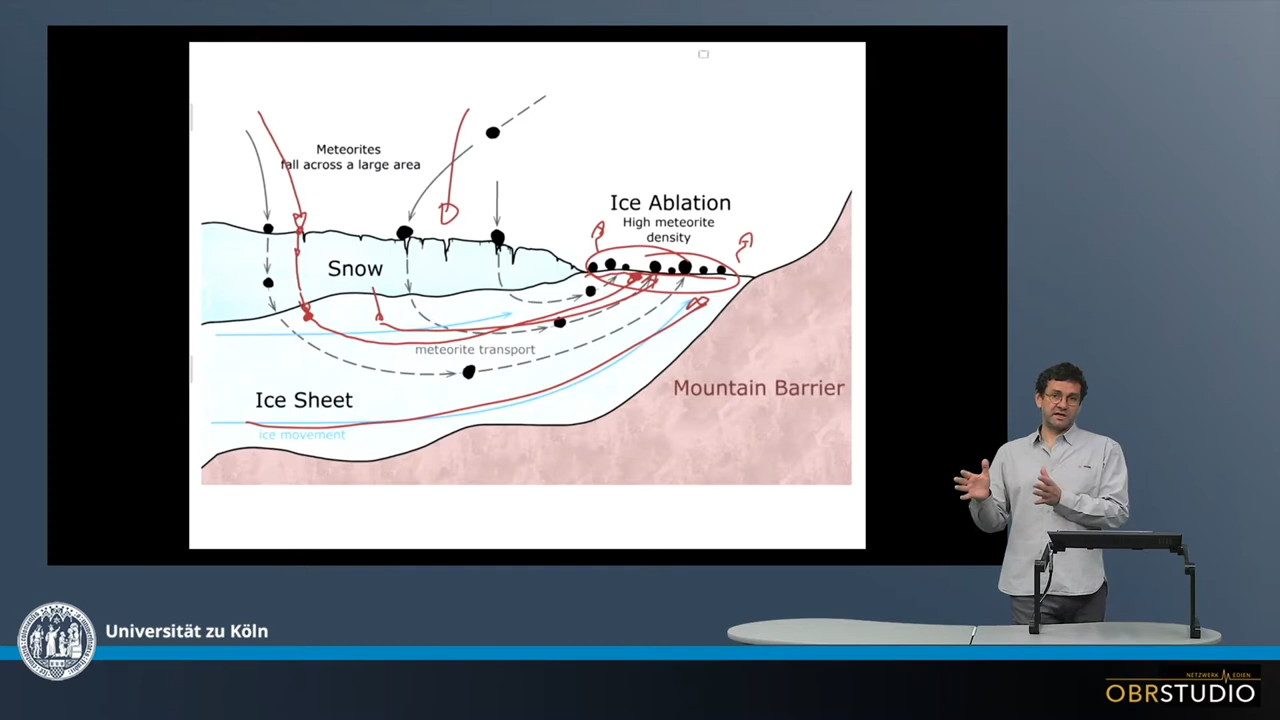 Meteorites
fall across a large area
Ice Ablation
High meteorite
density
Snow
meteorite transport
Mountain Barrier
Ice Sheet
ice movement
Universität zu Köln
NETZWERK MEDIEN
OBRSTUDIO